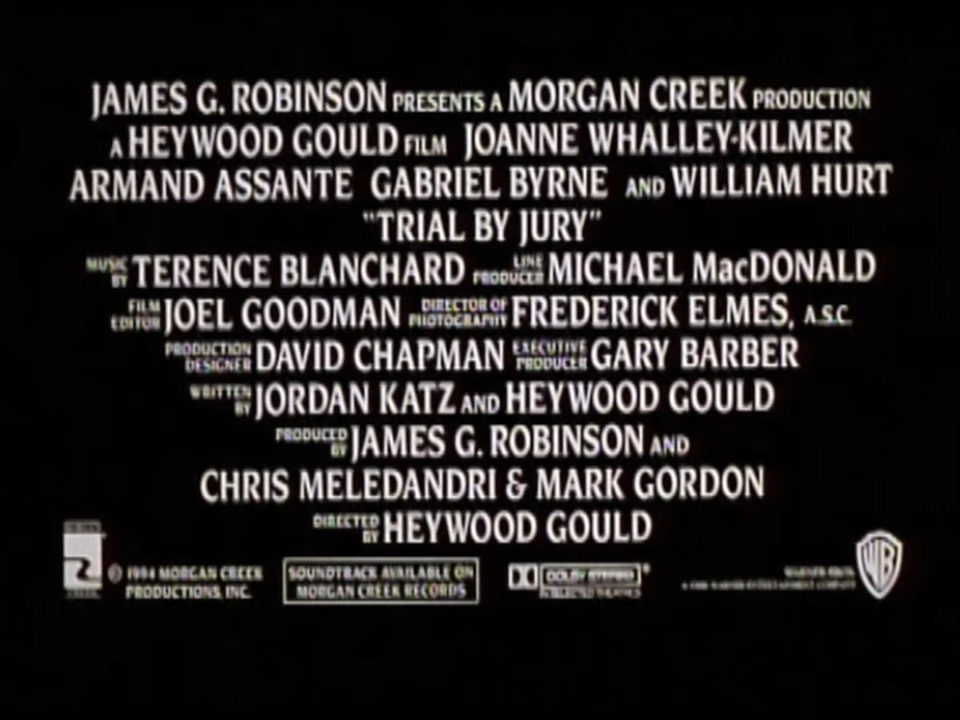 JAMES G. ROBINSON PRESENTS A MORGAN CREEK PRODUCTION
A HEYWOOD GOULD FILM JOANNE WHALLEY-KILMER
ARMAND ASSANTE GABRIEL BYRNE AND WILLIAM HURT
"TRIAL BY JURY"
MUSIC BY TERENCE BLANCHARD LINE PRODUCER MICHAEL MacDONALD
FILM EDITOR JOEL GOODMAN DIRECTOR OF PHOTOGRAPHY FREDERICK ELMES, A.S.C.
PRODUCTION DESIGNER DAVID CHAPMAN EXECUTIVE PRODUCER GARY BARBER
WRITTEN BY JORDAN KATZ AND HEYWOOD GOULD
PRODUCED BY JAMES G. ROBINSON AND
CHRIS MELEDANDRI & MARK GORDON
DIRECTED BY HEYWOOD GOULD
© 1994 MORGAN CREEK
PRODUCTIONS, INC.
SOUNDTRACK AVAILABLE ON
MORGAN CREEK RECORDS
DOLBY STEREO
IN SELECTED THEATRES
WB